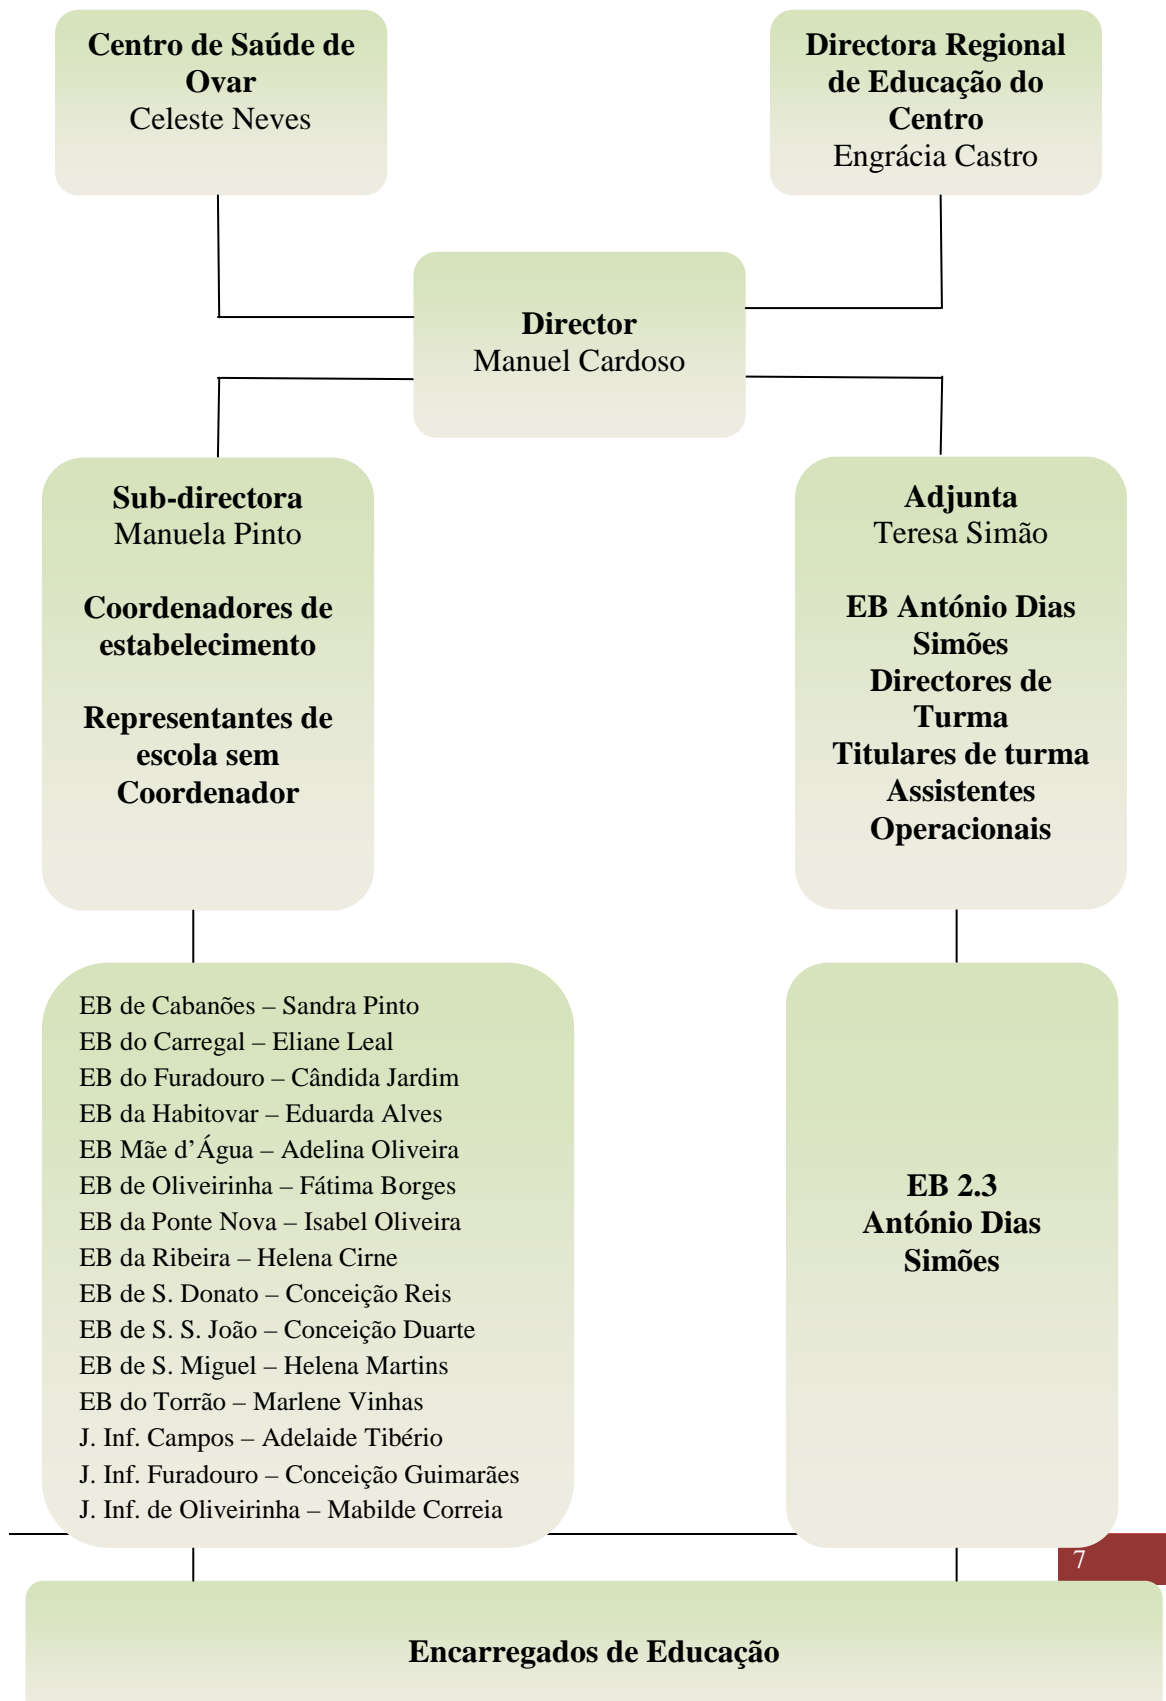 Centro de Saúde de
Ovar
Celeste Neves
Directora Regional
de Educação do
Centro
Engrácia Castro
Director
Manuel Cardoso
Sub-directora
Manuela Pinto
Coordenadores de
estabelecimento
Representantes de
escola sem
Coordenador
Adjunta
Teresa Simão
EB António Dias
Simões
Directores de
Turma
Titulares de turma
Assistentes
Operacionais
EB de Cabanões – Sandra Pinto
EB do Carregal – Eliane Leal
EB do Furadouro – Cândida Jardim
EB da Habitovar – Eduarda Alves
EB Mãe d’Água – Adelina Oliveira
EB de Oliveirinha – Fátima Borges
EB da Ponte Nova – Isabel Oliveira
EB da Ribeira – Helena Cirne
EB de S. Donato – Conceição Reis
EB de S. S. João – Conceição Duarte
EB de S. Miguel – Helena Martins
EB do Torrão – Marlene Vinhas
J. Inf. Campos – Adelaide Tibério
J. Inf. Furadouro – Conceição Guimarães
J. Inf. de Oliveirinha – Mabilde Correia
EB 2.3
António Dias
Simões
7
Encarregados de Educação